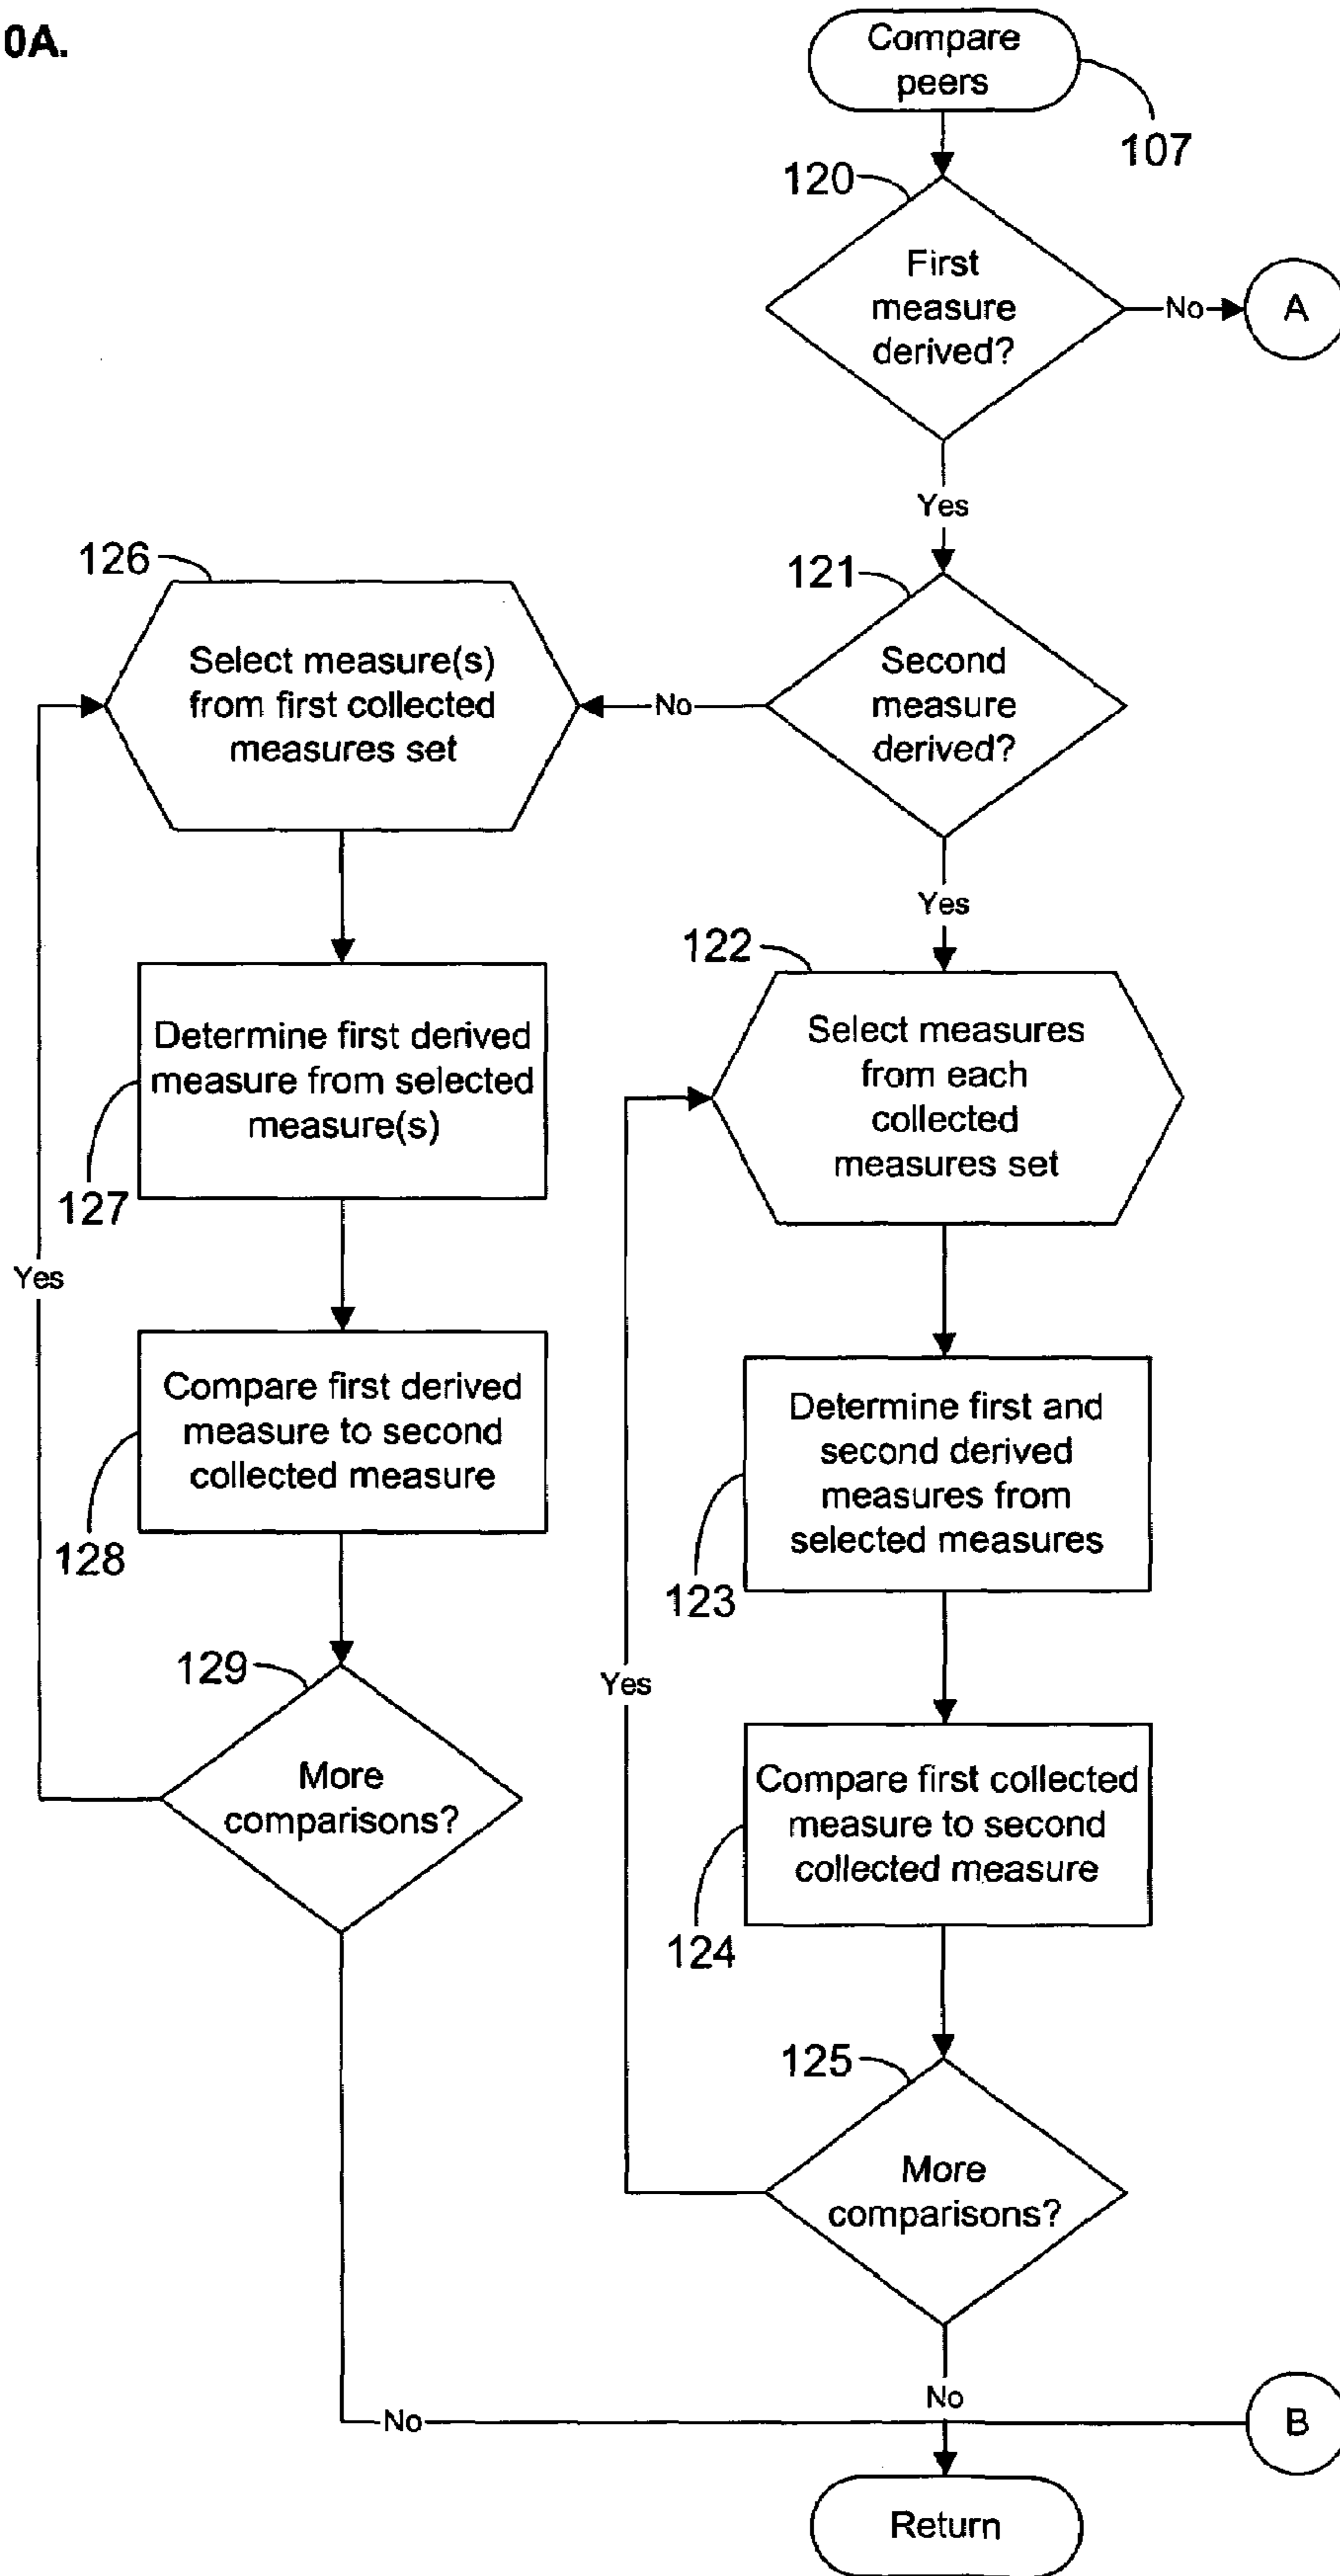 0A.
Compare
peers
107
120
First
measure
derived?
No
A
Yes
126
121
Select measure(s)
from first collected
measures set
No
Second
measure
derived?
Yes
122
Select measures
from each
collected
measures set
Determine first derived
measure from selected
measure(s)
127
Yes
Compare first derived
measure to second
collected measure
128
Determine first and
second derived
measures from
selected measures
123
129
Yes
More
comparisons?
Compare first collected
measure to second
collected measure
124
125
More
comparisons?
No
No
B
Return